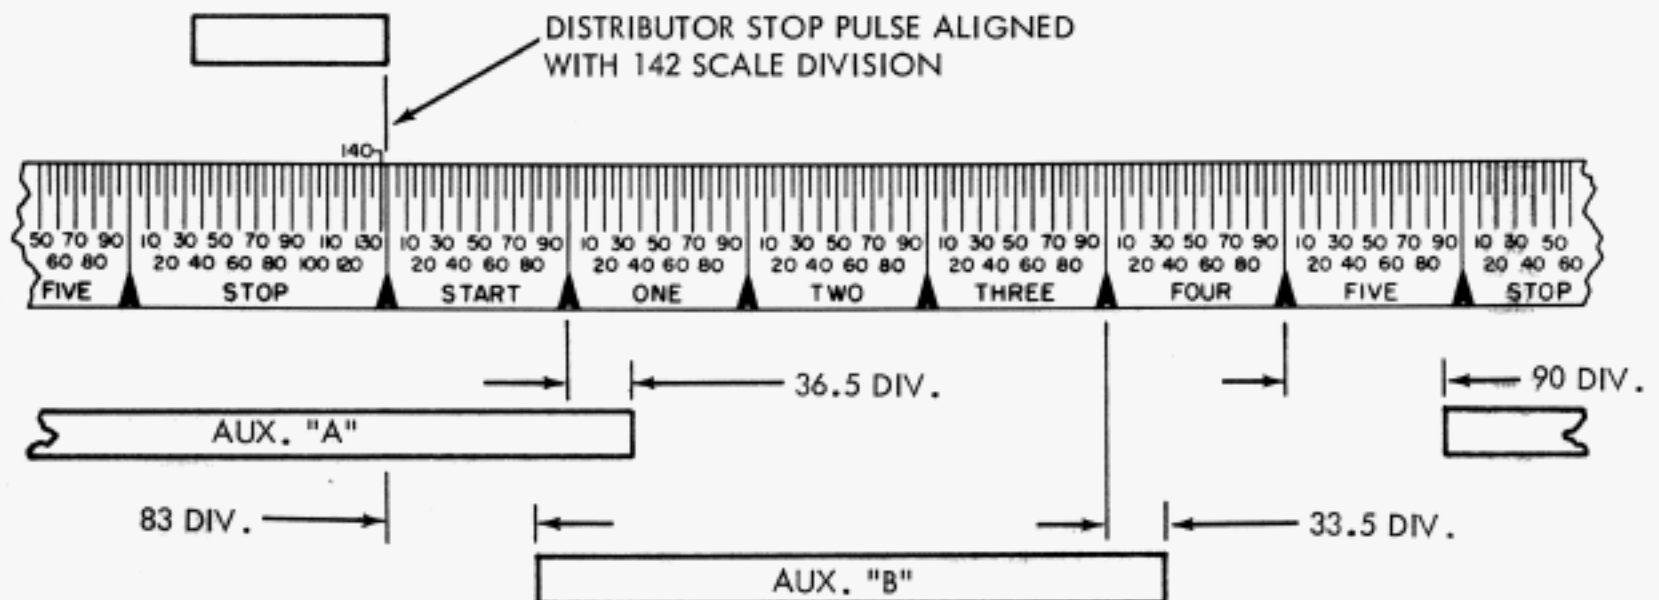 DISTRIBUTOR STOP PULSE ALIGNED
WITH 142 SCALE DIVISION
140
50 70 90 10 30 50 70 90 110 130 10 30 50 70 90 10 30 50 70 90 10 30 50 70 90 10 30 50 70 90 10 30 50 70 90 10 30 50 70 90 10 30 50
60 80 20 40 60 80 100 120 20 40 60 80 20 40 60 80 20 40 60 80 20 40 60 80 20 40 60 80 20 40 60 80 20 40 60
FIVE STOP START ONE TWO THREE FOUR FIVE STOP
36.5 DIV. 90 DIV.
AUX. "A"
83 DIV. 33.5 DIV.
AUX. "B"